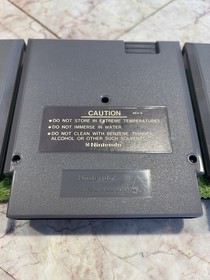 CAUTION
● DO NOT STORE IN EXTREME TEMPERATURES.
● DO NOT IMMERSE IN WATER.
● DO NOT CLEAN WITH BENZENE, THINNER,
ALCOHOL OR OTHER SUCH SOLVENTS.
Nintendo